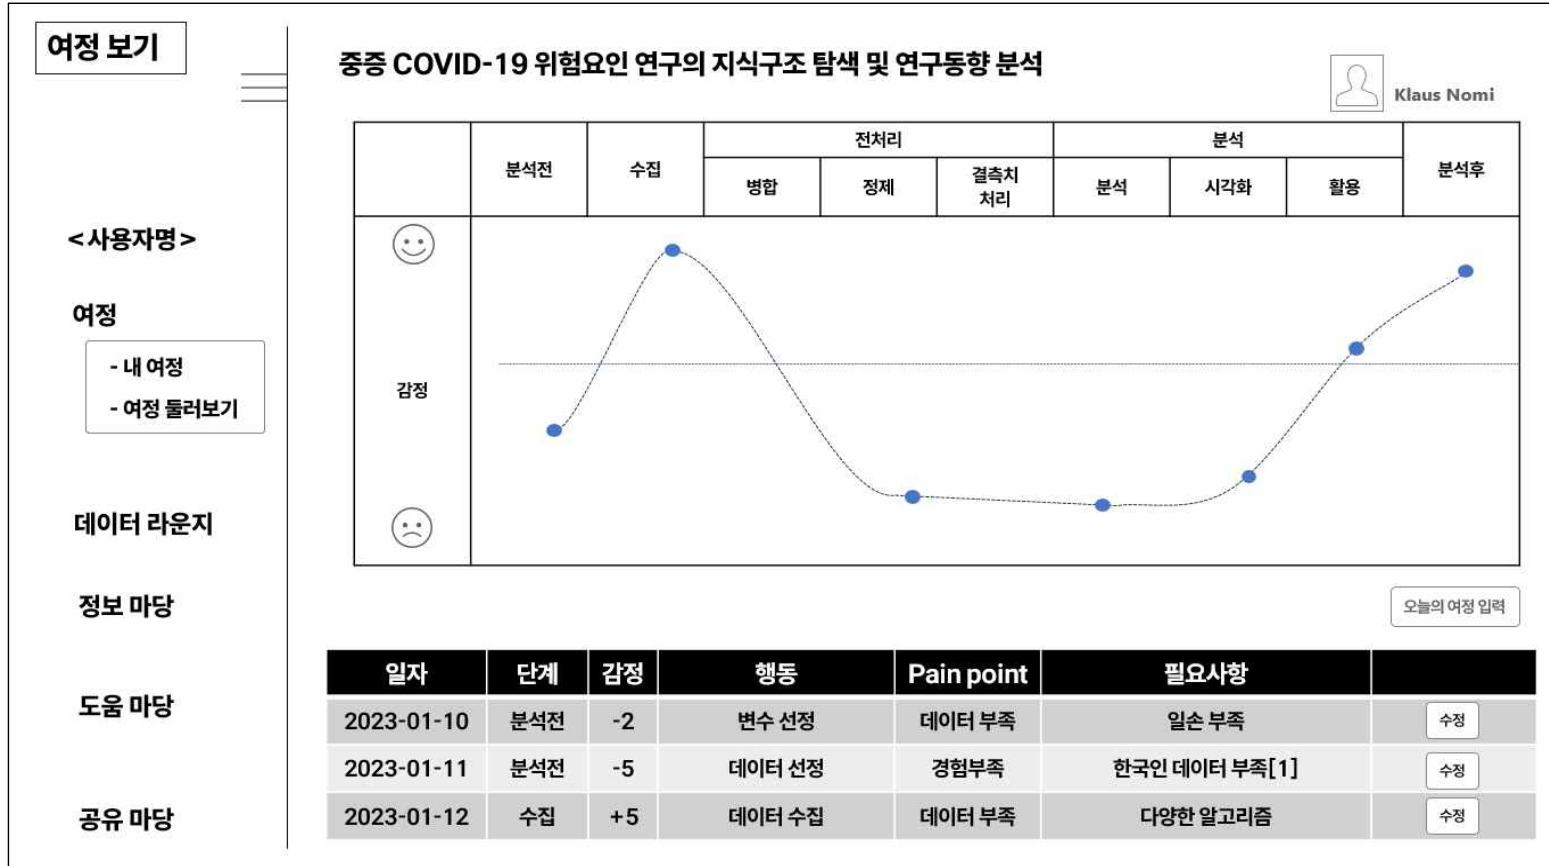 여정 보기
중증 COVID-19 위험요인 연구의 지식구조 탐색 및 연구동향 분석
Klaus Nomi
<사용자명>
여정
- 내 여정
- 여정 둘러보기
데이터 라운지
정보 마당
도움 마당
공유 마당
분석전 수집 전처리 분석 분석후
병합 정제 결측치 처리 분석 시각화 활용
감정
오늘의 여정 입력
일자 단계 감정 행동 Pain point 필요사항
2023-01-10 분석전 -2 변수 선정 데이터 부족 일손 부족 수정
2023-01-11 분석전 -5 데이터 선정 경험부족 한국인 데이터 부족[1] 수정
2023-01-12 수집 +5 데이터 수집 데이터 부족 다양한 알고리즘 수정